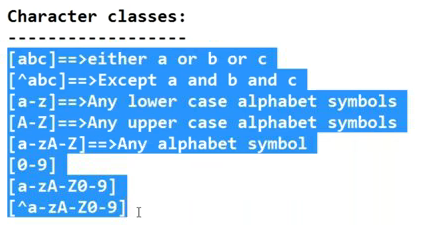 Character classes:
------------------
[abc]==>either a or b or c
[^abc]==>Except a and b and c
[a-z]==>Any lower case alphabet symbols
[A-Z]==>Any upper case alphabet symbols
[a-zA-Z]==>Any alphabet symbol
[0-9]
[a-zA-Z0-9]
[^a-zA-Z0-9]